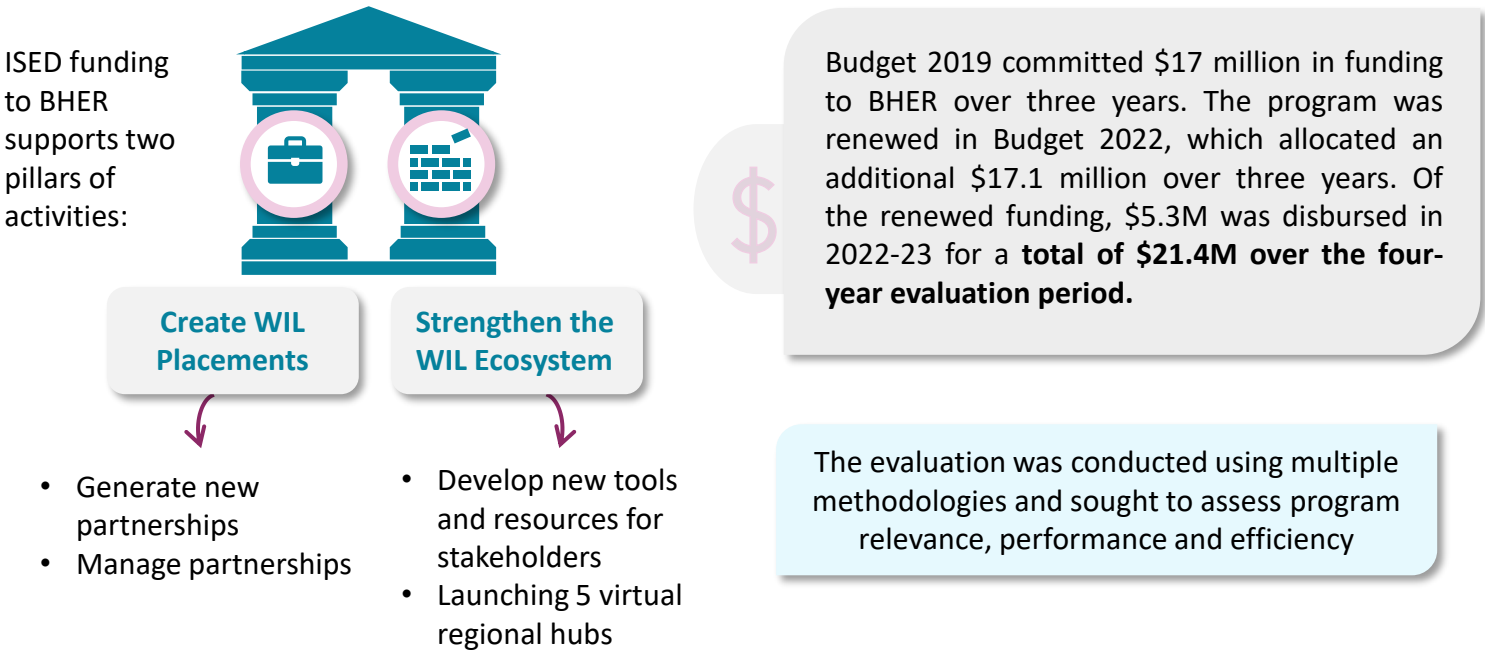 ISED funding
to BHER
supports two
pillars of
activities:
Create WIL
Placements
• Generate new
partnerships
• Manage partnerships
Strengthen the
WIL Ecosystem
• Develop new tools
and resources for
stakeholders
• Launching 5 virtual
regional hubs
$
Budget 2019 committed $17 million in funding
to BHER over three years. The program was
renewed in Budget 2022, which allocated an
additional $17.1 million over three years. Of
the renewed funding, $5.3M was disbursed in
2022-23 for a total of $21.4M over the four-
year evaluation period.
The evaluation was conducted using multiple
methodologies and sought to assess program
relevance, performance and efficiency